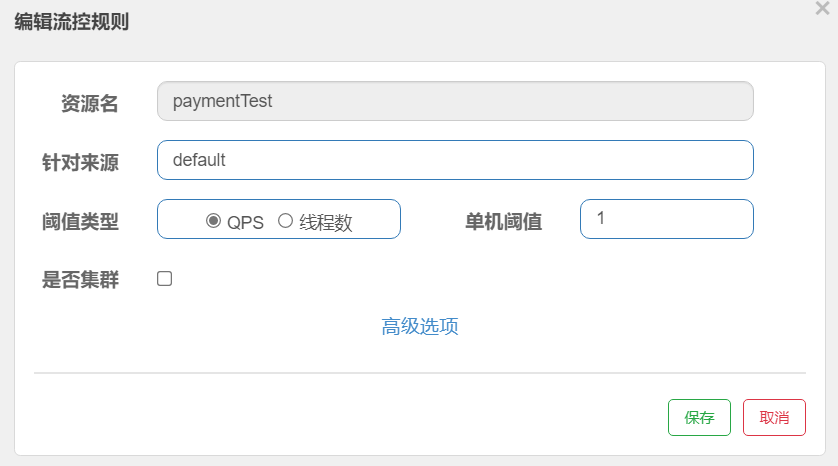 编辑流控规则
资源名 paymentTest
针对来源 default
阈值类型 QPS 线程数 单机阈值 1
是否集群
高级选项
保存 取消